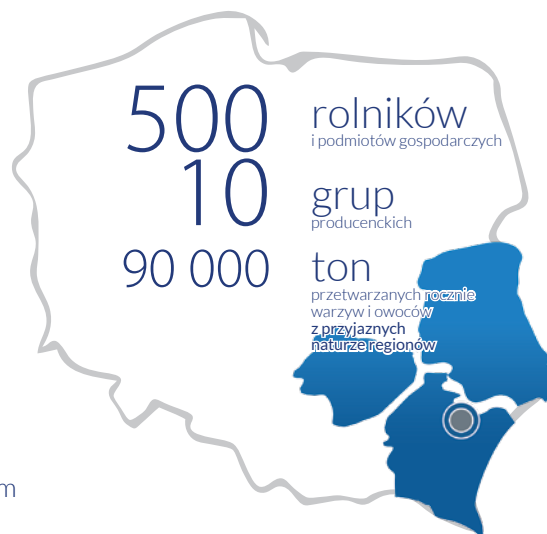 500 rolników
i podmiotów gospodarczych
10 grup
producenckich
90 000 ton
przetwarzanych rocznie
warzyw i owoców
z przyjaznych
naturze regionów
m